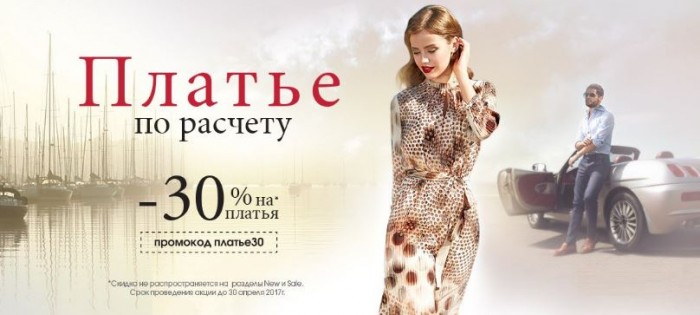 Платье
по расчету
-30% на*
платья
промокод платье30
*Скидка не распространяется на разделы New и Sale.
Срок проведение акции до 30 апреля 2017г.